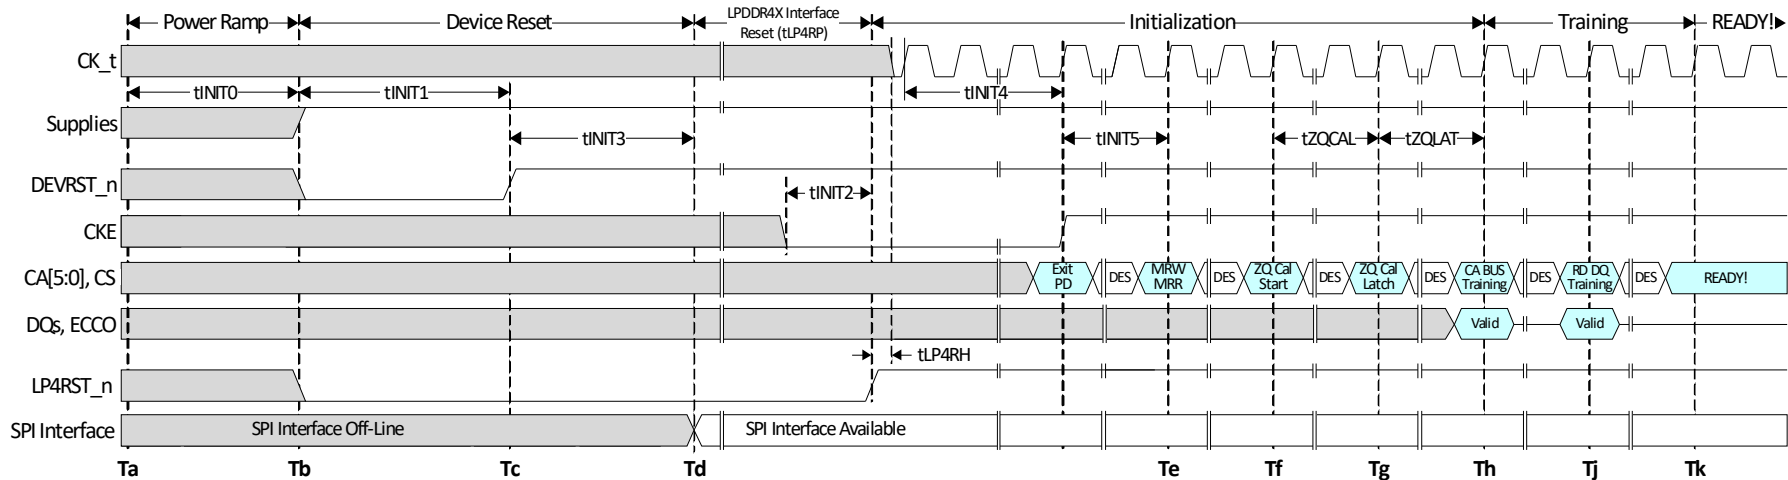 Power Ramp
Device Reset
LPDDR4X Interface
Reset (tLP4RP)
Initialization
Training
READY!
CK_t
tINIT0
tINIT1
tINIT4
Supplies
tINIT3
tINIT5
tZQCAL
tZQLAT
DEVRST_n
tINIT2
CKE
CA[5:0], CS
Exit
PD
DES
MRW
MRR
DES
ZQ Cal
Start
DES
ZQ Cal
Latch
DES
CA BUS
Training
DES
RD DQ
Training
DES
READY!
DQs, ECCO
Valid
Valid
tLP4RH
LP4RST_n
SPI Interface
SPI Interface Off-Line
SPI Interface Available
Ta
Tb
Tc
Td
Te
Tf
Tg
Th
Tj
Tk